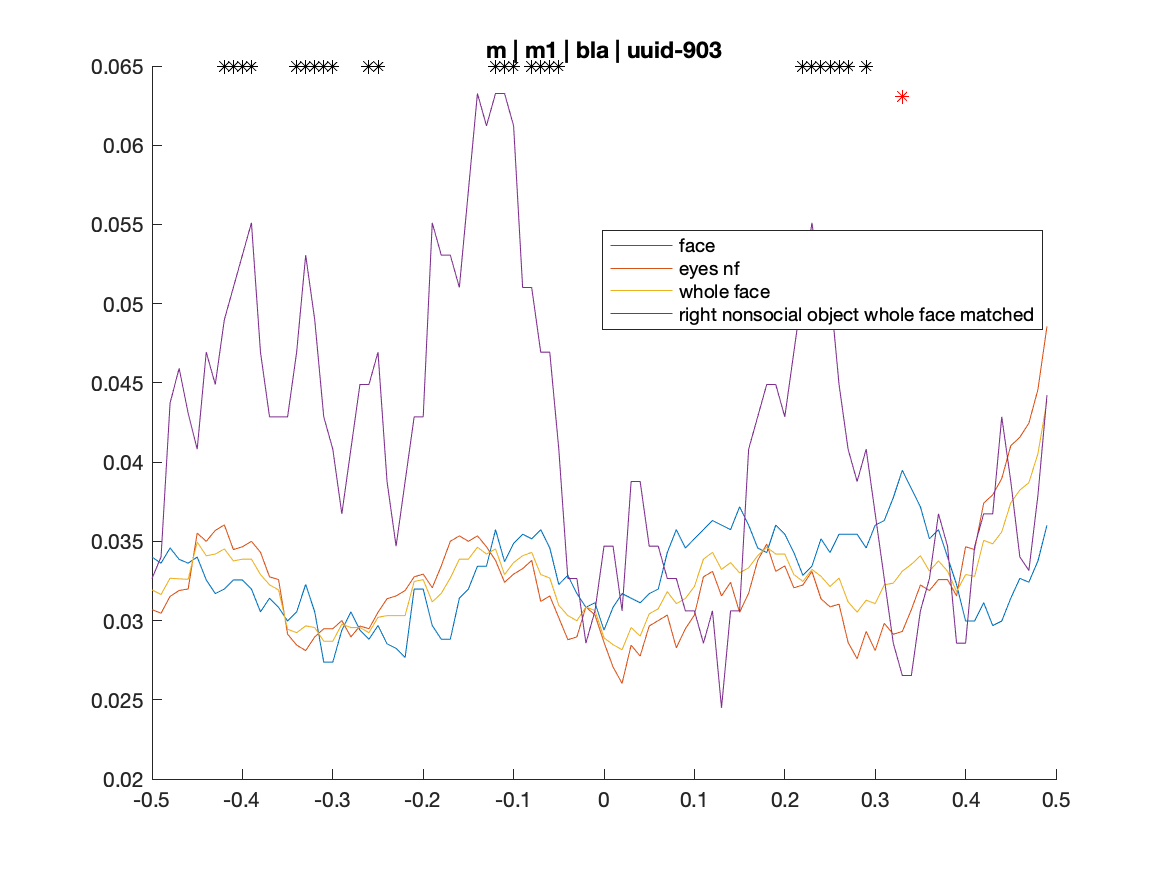 m | m1 | bla | uuid-903
0.065
0.06
0.055
0.05
0.045
0.04
0.035
0.03
0.025
0.02
face
eyes nf
whole face
right nonsocial object whole face matched
-0.5 -0.4 -0.3 -0.2 -0.1 0 0.1 0.2 0.3 0.4 0.5